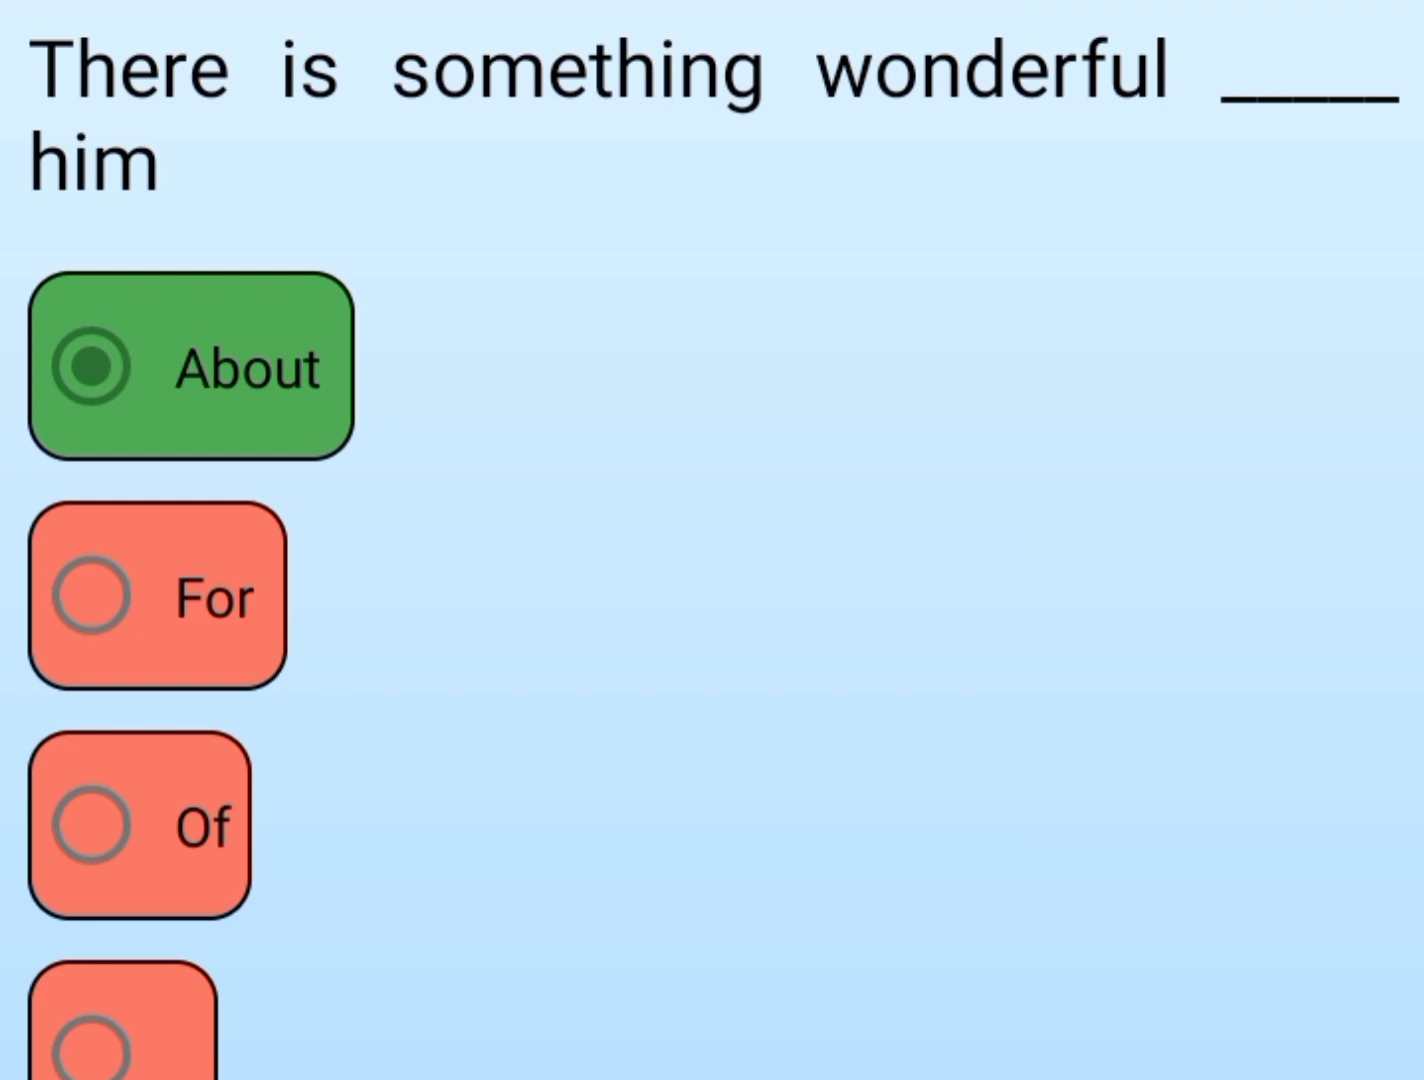 There is something wonderful _____
him
About
For
Of